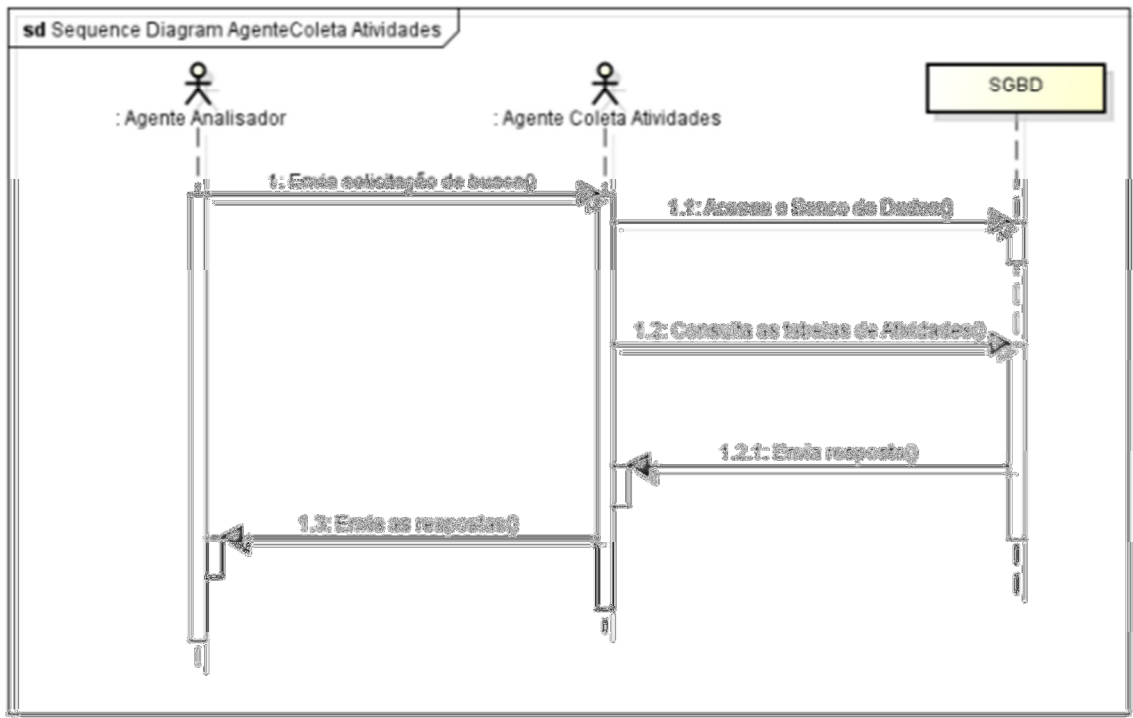 sd Sequence Diagram AgenteColeta Atividades
: Agente Analisador
: Agente Coleta Atividades
SGBD
1: Envia solicitação de busca()
1.1: Acessa o Banco de Dados()
1.2: Consulta as tabelas de Atividades()
1.2.1: Envia resposta()
1.3: Envia as respostas()